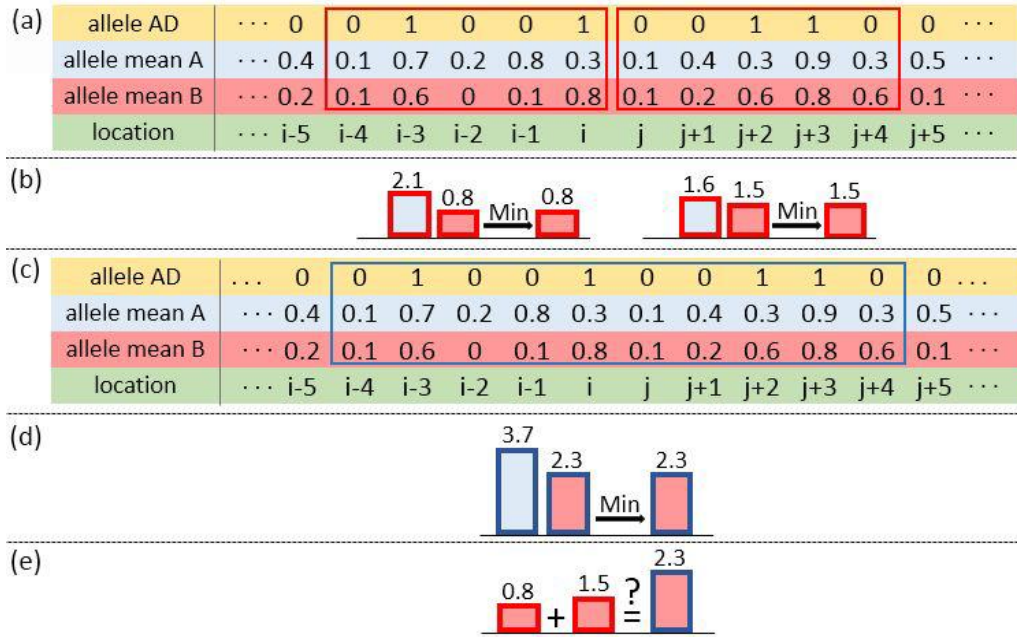 (a)
allele AD ··· 0 0 1 0 0 1 0 0 1 1 0 0 ···
allele mean A ··· 0.4 0.1 0.7 0.2 0.8 0.3 0.1 0.4 0.3 0.9 0.3 0.5 ···
allele mean B ··· 0.2 0.1 0.6 0 0.1 0.8 0.1 0.2 0.6 0.8 0.6 0.1 ···
location ··· i-5 i-4 i-3 i-2 i-1 i j j+1 j+2 j+3 j+4 j+5 ···
(b)
2.1 0.8 Min 0.8 1.6 1.5 Min 1.5
(c)
allele AD ··· 0 0 1 0 0 1 0 0 1 1 0 0 ···
allele mean A ··· 0.4 0.1 0.7 0.2 0.8 0.3 0.1 0.4 0.3 0.9 0.3 0.5 ···
allele mean B ··· 0.2 0.1 0.6 0 0.1 0.8 0.1 0.2 0.6 0.8 0.6 0.1 ···
location ··· i-5 i-4 i-3 i-2 i-1 i j j+1 j+2 j+3 j+4 j+5 ···
(d)
3.7 2.3 Min 2.3
(e)
0.8 + 1.5 ?= 2.3